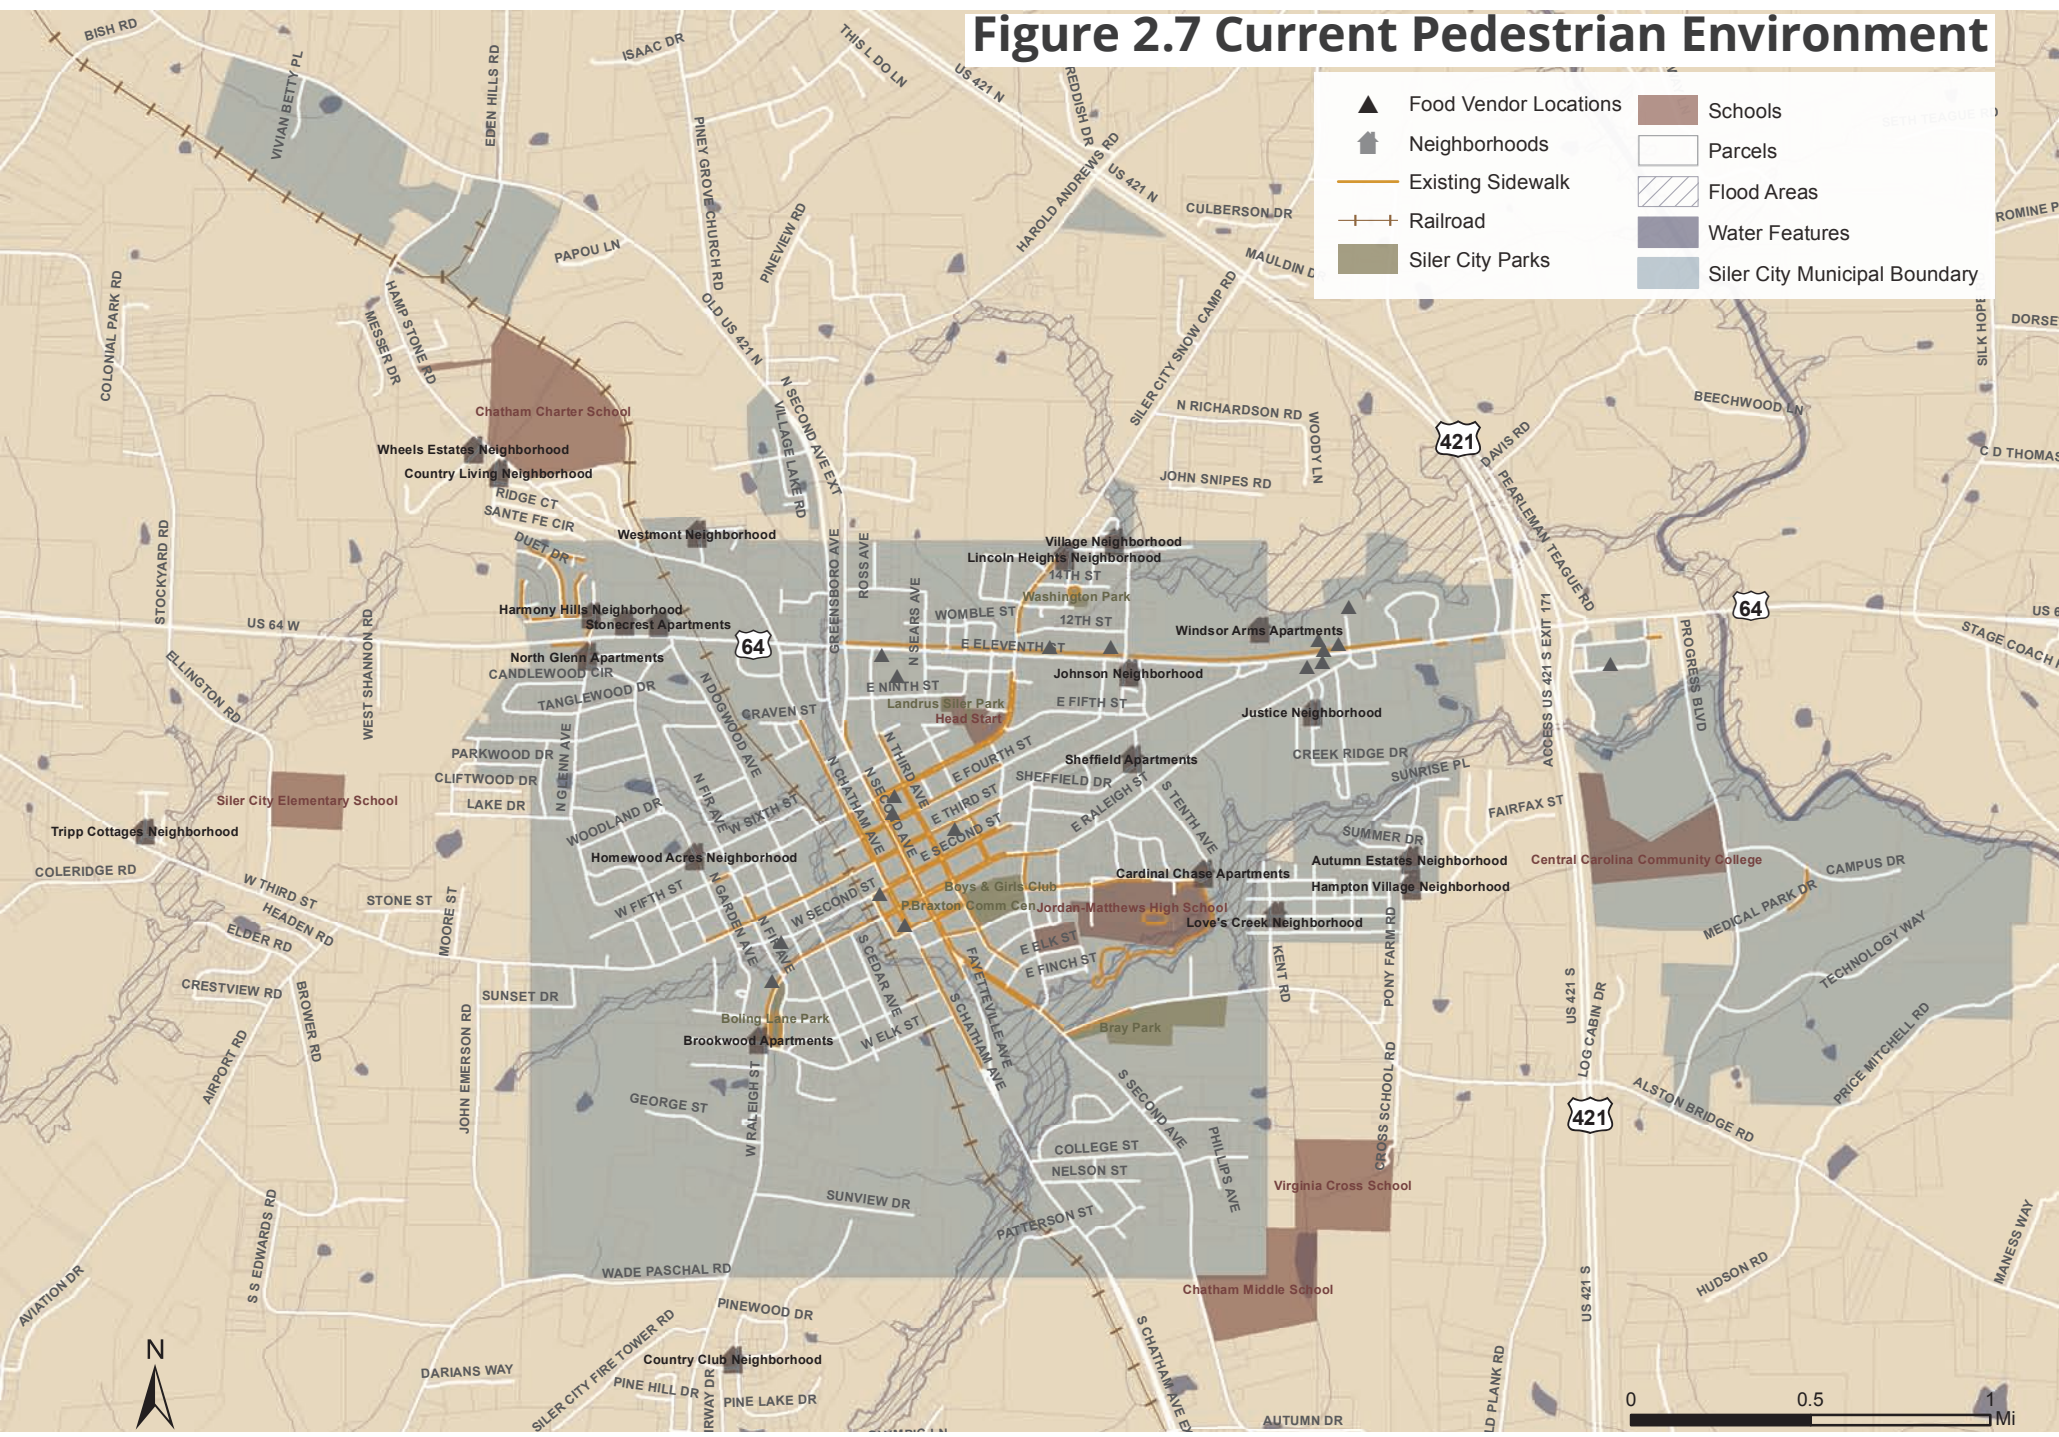 Figure 2.7 Current Pedestrian Environment
Food Vendor Locations
Neighborhoods
Existing Sidewalk
Railroad
Siler City Parks
Schools
Parcels
Flood Areas
Water Features
Siler City Municipal Boundary
BISH RD
VIVIAN BETTY PL
EDEN HILLS RD
ISAAC DR
THIS L DO LN
US 421 N
REDDISH DR
SETH TEAGUE RD
PINEY GROVE CHURCH RD
HAROLD ANDREWS RD
US 421 N
CULBERSON DR
ROMINE P
PINEVIEW RD
PAPOU LN
MAULDIN D
COLONIAL PARK RD
HAMP STONE RD
MESSER DR
OLD US 421 N
SILER CITY SNOW CAMP RD
SILK HOPE
DORSE
Chatham Charter School
N SECOND AVE EXT
VILLAGE LAKE RD
N RICHARDSON RD
WOODY LN
BEECHWOOD LN
421
DAVIS RD
C D THOMAS
Wheels Estates Neighborhood
Country Living Neighborhood
RIDGE CT
SANTE FE CIR
DUET DR
JOHN SNIPES RD
PEARLEMAN TEAGUE RD
STOCKYARD RD
Westmont Neighborhood
GREENSBORO AVE
ROSS AVE
N SEARS AVE
Village Neighborhood
Lincoln Heights Neighborhood
14TH ST
Washington Park
WOMBLE ST
12TH ST
US 64 W
WEST SHANNON RD
Harmony Hills Neighborhood
Stonecrest Apartments
64
E ELEVENTH ST
Windsor Arms Apartments
ACCESS US 421 S EXIT 171
64
US 6
STAGE COACH R
PROGRESS BLVD
ELLINGTON RD
North Glenn Apartments
CANDLEWOOD CIR
TANGLEWOOD DR
N DOGWOOD AVE
E NINTH ST
Johnson Neighborhood
Landrus Siler Park
Head Start
E FIFTH ST
CRAVEN ST
Justice Neighborhood
PARKWOOD DR
CLIFTWOOD DR
LAKE DR
N GLENN AVE
N FIR AVE
N CHATHAM AVE
N SECOND AVE
N THIRD AVE
E FOURTH ST
Sheffield Apartments
SHEFFIELD DR
CREEK RIDGE DR
SUNRISE PL
Siler City Elementary School
Tripp Cottages Neighborhood
WOODLAND DR
W SIXTH ST
E THIRD ST
E SECOND ST
E RALEIGH ST
S TENTH AVE
FAIRFAX ST
SUMMER DR
COLERIDGE RD
Homewood Acres Neighborhood
Cardinal Chase Apartments
Autumn Estates Neighborhood
Hampton Village Neighborhood
Central Carolina Community College
CAMPUS DR
MEDICAL PARK DR
W THIRD ST
HEADEN RD
STONE ST
MOORE ST
W FIFTH ST
N GARDEN AVE
N FIR AVE
W SECOND ST
Boys & Girls Club
P.Braxton Comm Cen
Jordan-Matthews High School
Love's Creek Neighborhood
ELDER RD
E ELK ST
E FINCH ST
KENT RD
PONY FARM RD
TECHNOLOGY WAY
CRESTVIEW RD
BROWER RD
SUNSET DR
S CEDAR AVE
FAYETTEVILLE AVE
S CHATHAM AVE
US 421 S
LOG CABIN DR
Boling Lane Park
Brookwood Apartments
W ELK ST
Bray Park
AIRPORT RD
JOHN EMERSON RD
GEORGE ST
W RALEIGH ST
S SECOND AVE
CROSS SCHOOL RD
421
ALSTON BRIDGE RD
PRICE MITCHELL RD
COLLEGE ST
NELSON ST
PHILLIPS AVE
Virginia Cross School
SUNVIEW DR
PATTERSON ST
S S EDWARDS RD
WADE PASCHAL RD
Chatham Middle School
AVIATION DR
US 421 S
HUDSON RD
MANESS WAY
PINEWOOD DR
SILER CITY FIRE TOWER RD
S CHATHAM AVE EX
N
Country Club Neighborhood
DARIANS WAY
PINE HILL DR
PINE LAKE DR
IRWAY DR
LD PLANK RD
AUTUMN DR
0 0.5 1
Mi